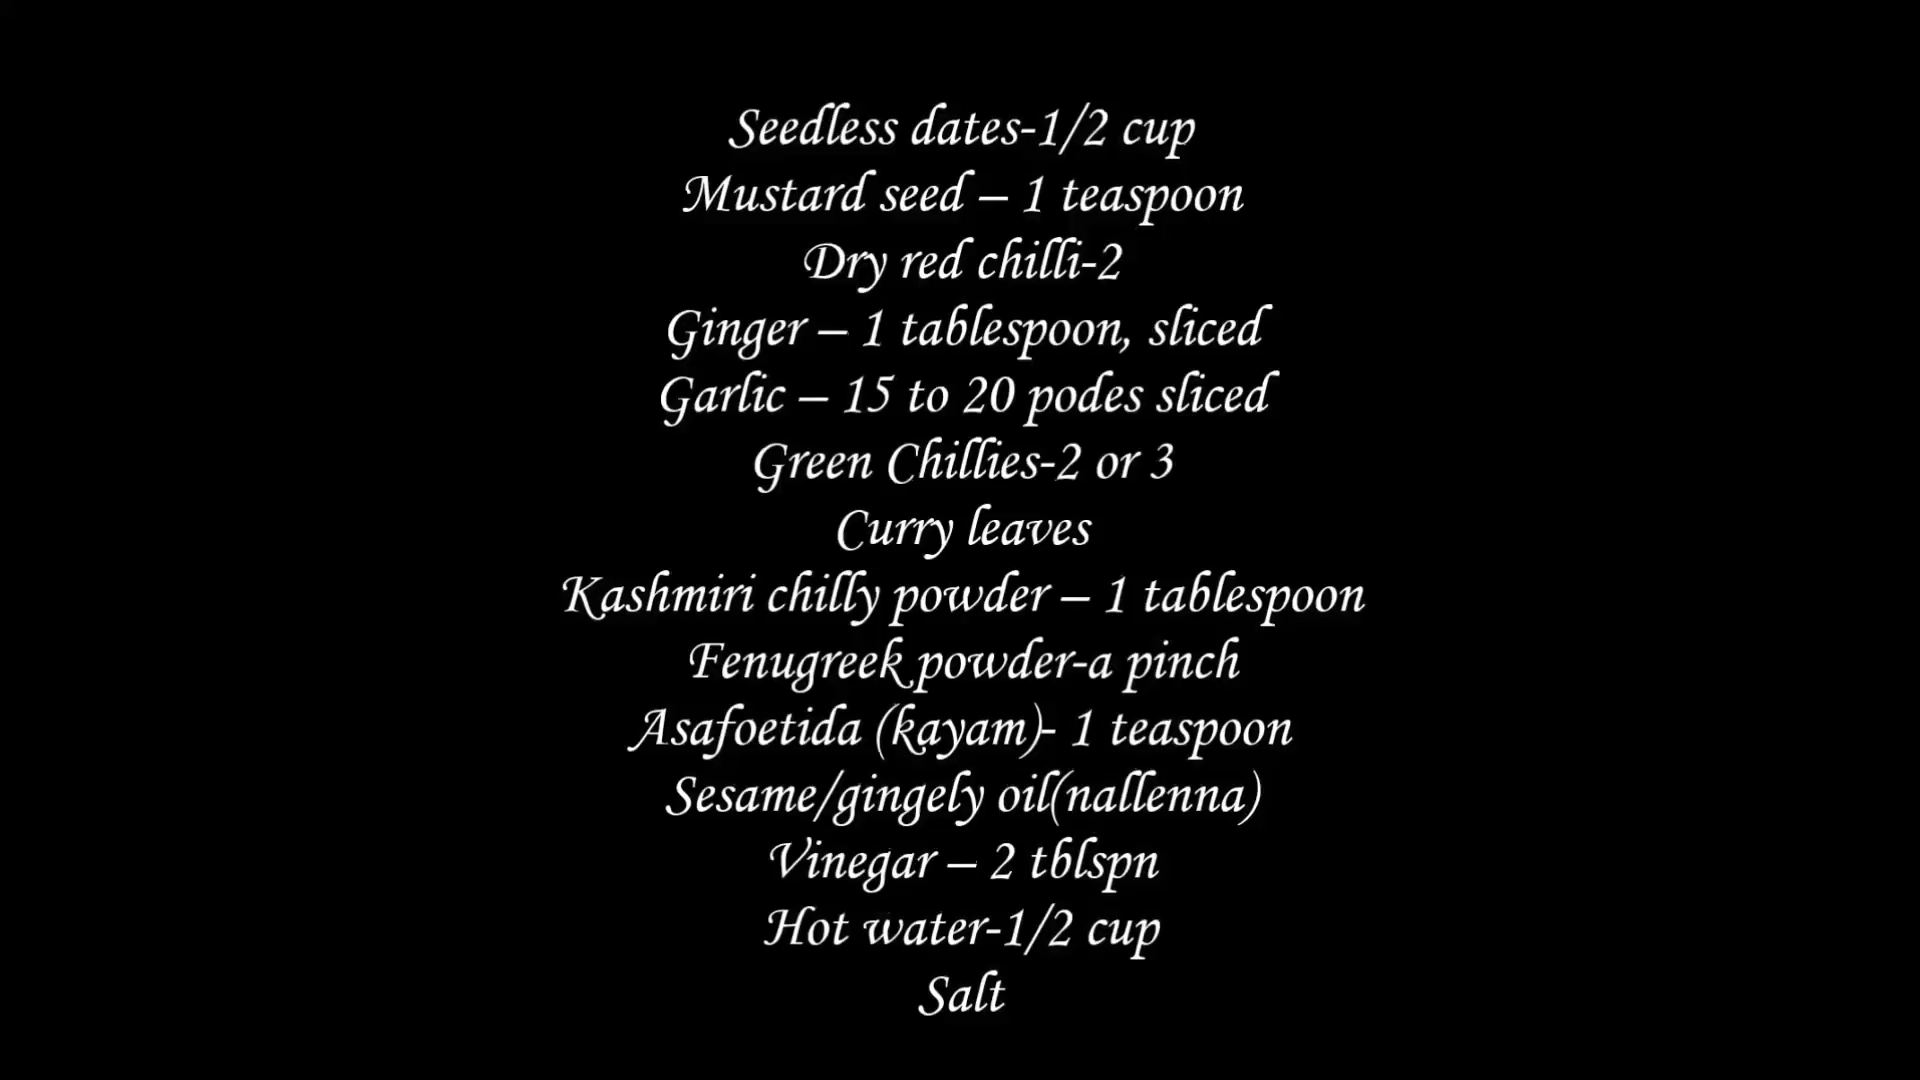 Seedless dates-1/2 cup
Mustard seed – 1 teaspoon
Dry red chilli-2
Ginger – 1 tablespoon, sliced
Garlic – 15 to 20 podes sliced
Green Chillies-2 or 3
Curry leaves
Kashmiri chilly powder – 1 tablespoon
Fenugreek powder-a pinch
Asafoetida (kayam)- 1 teaspoon
Sesame/gingely oil(nallenna)
Vinegar – 2 tblspn
Hot water-1/2 cup
Salt